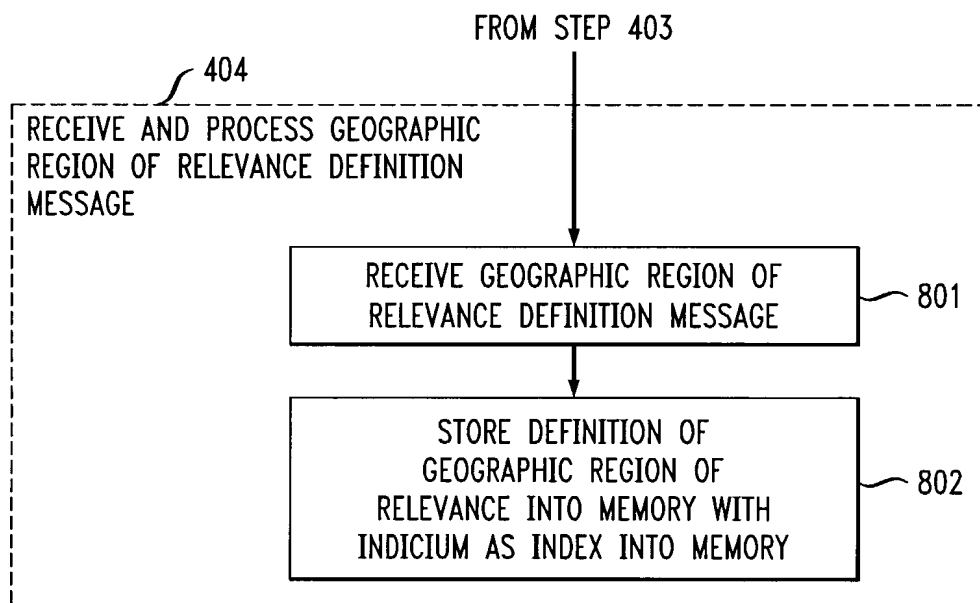 FROM STEP 403
404
RECEIVE AND PROCESS GEOGRAPHIC
REGION OF RELEVANCE DEFINITION
MESSAGE
RECEIVE GEOGRAPHIC REGION OF
RELEVANCE DEFINITION MESSAGE
801
STORE DEFINITION OF
GEOGRAPHIC REGION OF
RELEVANCE INTO MEMORY WITH
INDICIUM AS INDEX INTO MEMORY
802